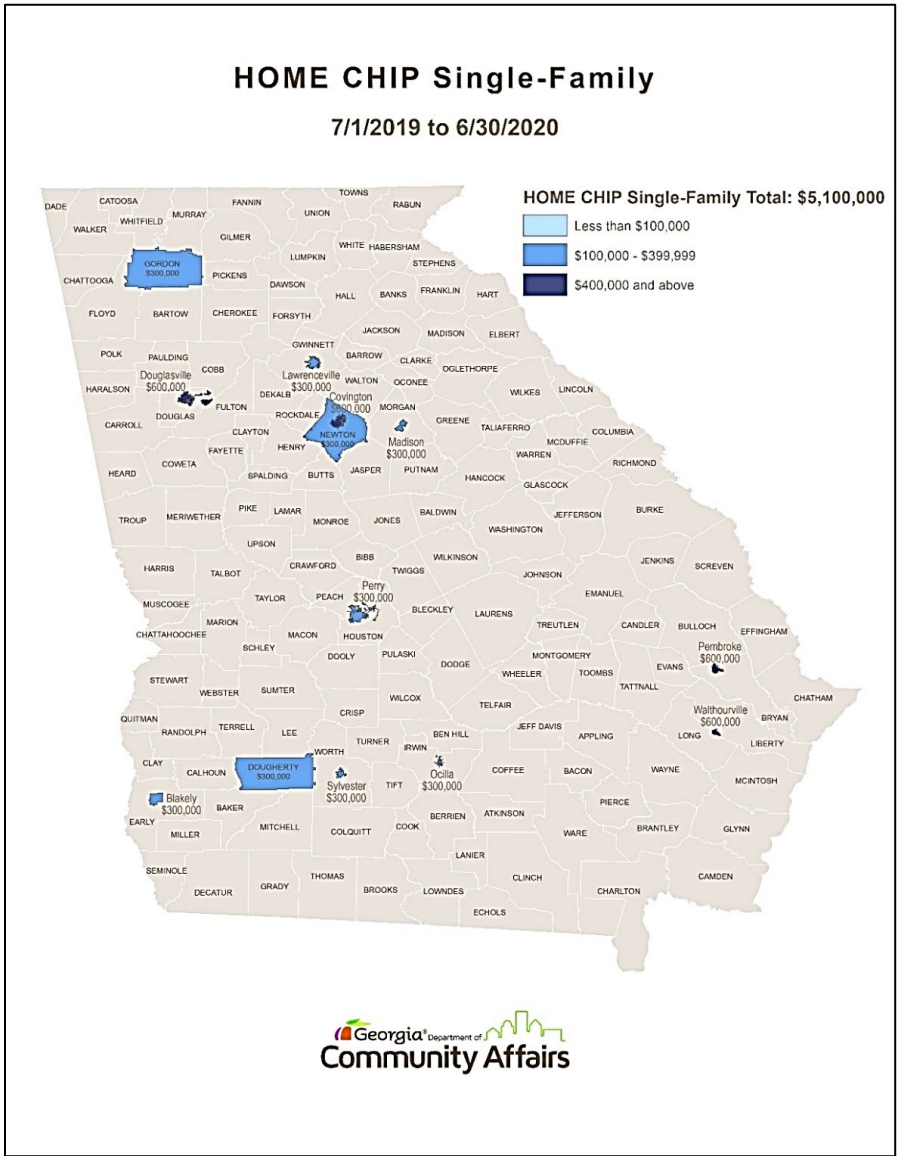 HOME CHIP Single-Family
7/1/2019 to 6/30/2020
HOME CHIP Single-Family Total: $5,100,000
Less than $100,000
$100,000 - $399,999
$400,000 and above
DADE
CATOOSA
WALKER
WHITFIELD
MURRAY
FANNIN
GILMER
UNION
TOWNS
RABUN
LUMPKIN
WHITE
HABERSHAM
STEPHENS
CHATTOOGA
GORDON
$300,000
PICKENS
DAWSON
HALL
BANKS
FRANKLIN
HART
FLOYD
BARTOW
CHEROKEE
FORSYTH
JACKSON
MADISON
ELBERT
POLK
PAULDING
COBB
GWINNETT
BARROW
CLARKE
OGLETHORPE
HARALSON
Douglasville
$600,000
Lawrenceville
$300,000
WALTON
OCONEE
WILKES
LINCOLN
CARROLL
DOUGLAS
FULTON
DEKALB
ROCKDALE
Covington
$600,000
MORGAN
GREENE
TALIAFERRO
MCDUFFIE
COLUMBIA
CLAYTON
HENRY
NEWTON
$300,000
Madison
$300,000
WARREN
RICHMOND
HEARD
COWETA
FAYETTE
SPALDING
BUTTS
JASPER
PUTNAM
HANCOCK
GLASCOCK
TROUP
MERIWETHER
PIKE
LAMAR
MONROE
JONES
BALDWIN
WASHINGTON
JEFFERSON
BURKE
UPSON
HARRIS
TALBOT
CRAWFORD
BIBB
TWIGGS
WILKINSON
JOHNSON
JENKINS
SCREVEN
EMANUEL
MUSCOGEE
TAYLOR
PEACH
Perry
$300,000
BLECKLEY
LAURENS
TREUTLEN
CANDLER
BULLOCH
EFFINGHAM
CHATTAHOOCHEE
MARION
SCHLEY
MACON
HOUSTON
DOOLY
PULASKI
DODGE
MONTGOMERY
WHEELER
TOOMBS
EVANS
TATTNALL
Pembroke
$600,000
STEWART
WEBSTER
SUMTER
CRISP
WILCOX
TELFAIR
CHATHAM
QUITMAN
RANDOLPH
TERRELL
LEE
WORTH
TURNER
IRWIN
BEN HILL
JEFF DAVIS
APPLING
LONG
Walthourville
$600,000
BRYAN
LIBERTY
CLAY
CALHOUN
DOUGHERTY
$300,000
Sylvester
$300,000
TIFT
Ocilla
$300,000
COFFEE
BACON
WAYNE
MCINTOSH
Blakely
$300,000
BAKER
EARLY
MILLER
MITCHELL
COLQUITT
COOK
BERRIEN
ATKINSON
PIERCE
WARE
BRANTLEY
GLYNN
LANIER
SEMINOLE
DECATUR
GRADY
THOMAS
BROOKS
LOWNDES
CLINCH
ECHOLS
CHARLTON
CAMDEN
Georgia® Department of
Community Affairs